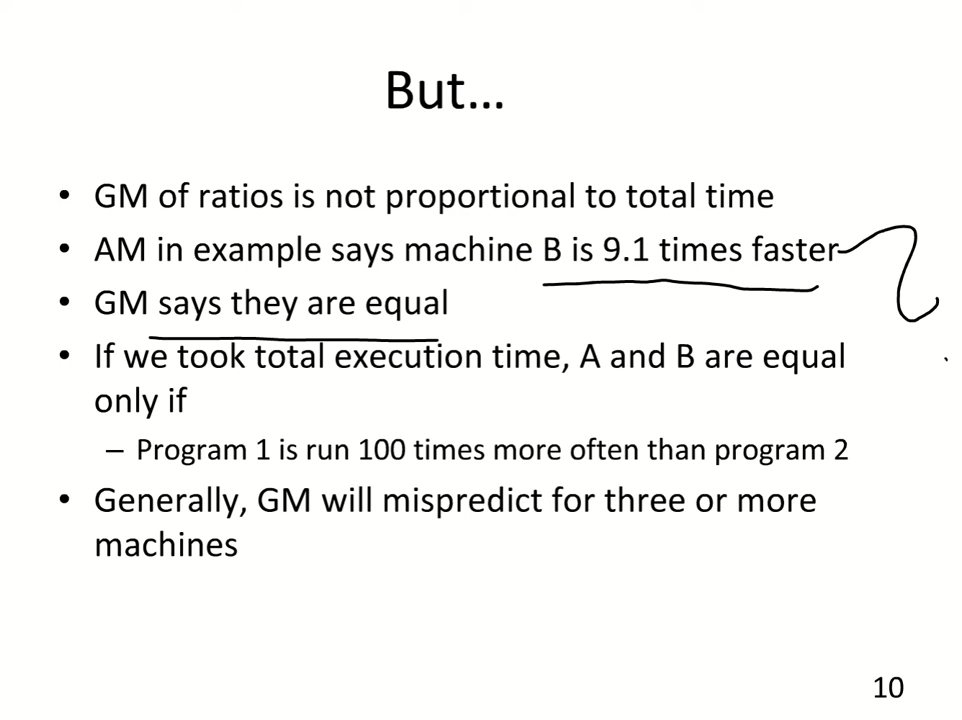 But…
• GM of ratios is not proportional to total time
• AM in example says machine B is 9.1 times faster
• GM says they are equal
• If we took total execution time, A and B are equal
only if
– Program 1 is run 100 times more often than program 2
• Generally, GM will mispredict for three or more
machines
10